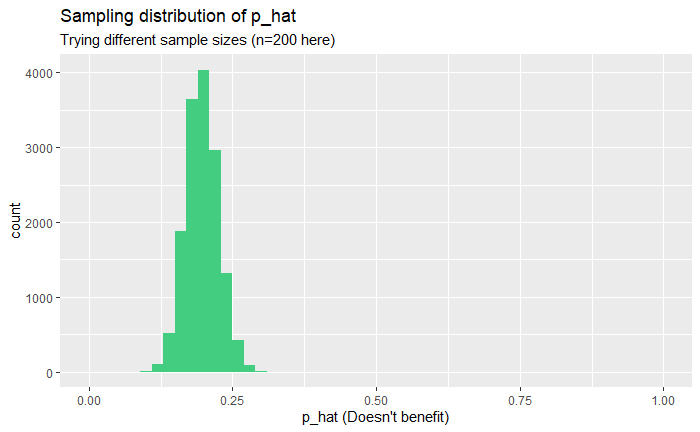 Sampling distribution of p_hat
Trying different sample sizes (n=200 here)
count
4000
3000
2000
1000
0
0.00 0.25 0.50 0.75 1.00
p_hat (Doesn't benefit)